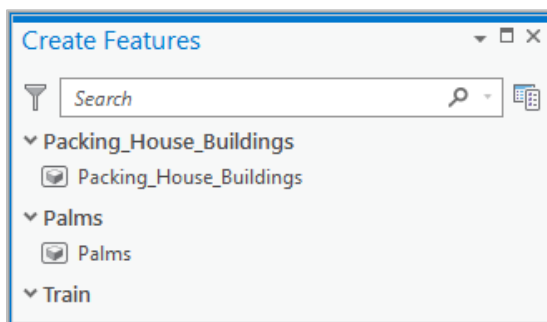 Create Features
Search
Packing_House_Buildings
Packing_House_Buildings
Palms
Palms
Train